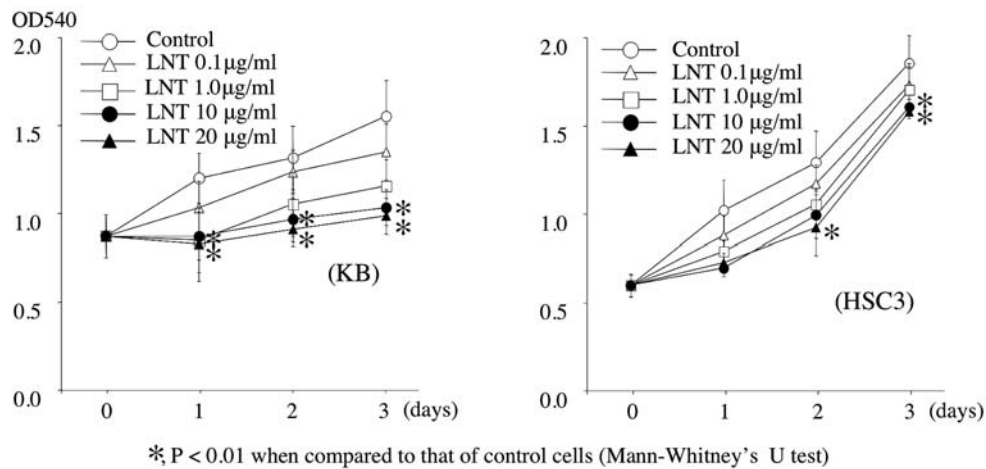 OD540
2.0
1.5
1.0
0.5
0.0
Control
LNT 0.1μg/ml
LNT 1.0μg/ml
LNT 10 μg/ml
LNT 20 μg/ml
* * * * * *
(KB)
0 1 2 3 (days)
2.0
1.5
1.0
0.5
0.0
Control
LNT 0.1μg/ml
LNT 1.0μg/ml
LNT 10 μg/ml
LNT 20 μg/ml
* * *
(HSC3)
0 1 2 3 (days)
*, P < 0.01 when compared to that of control cells (Mann-Whitney's U test)